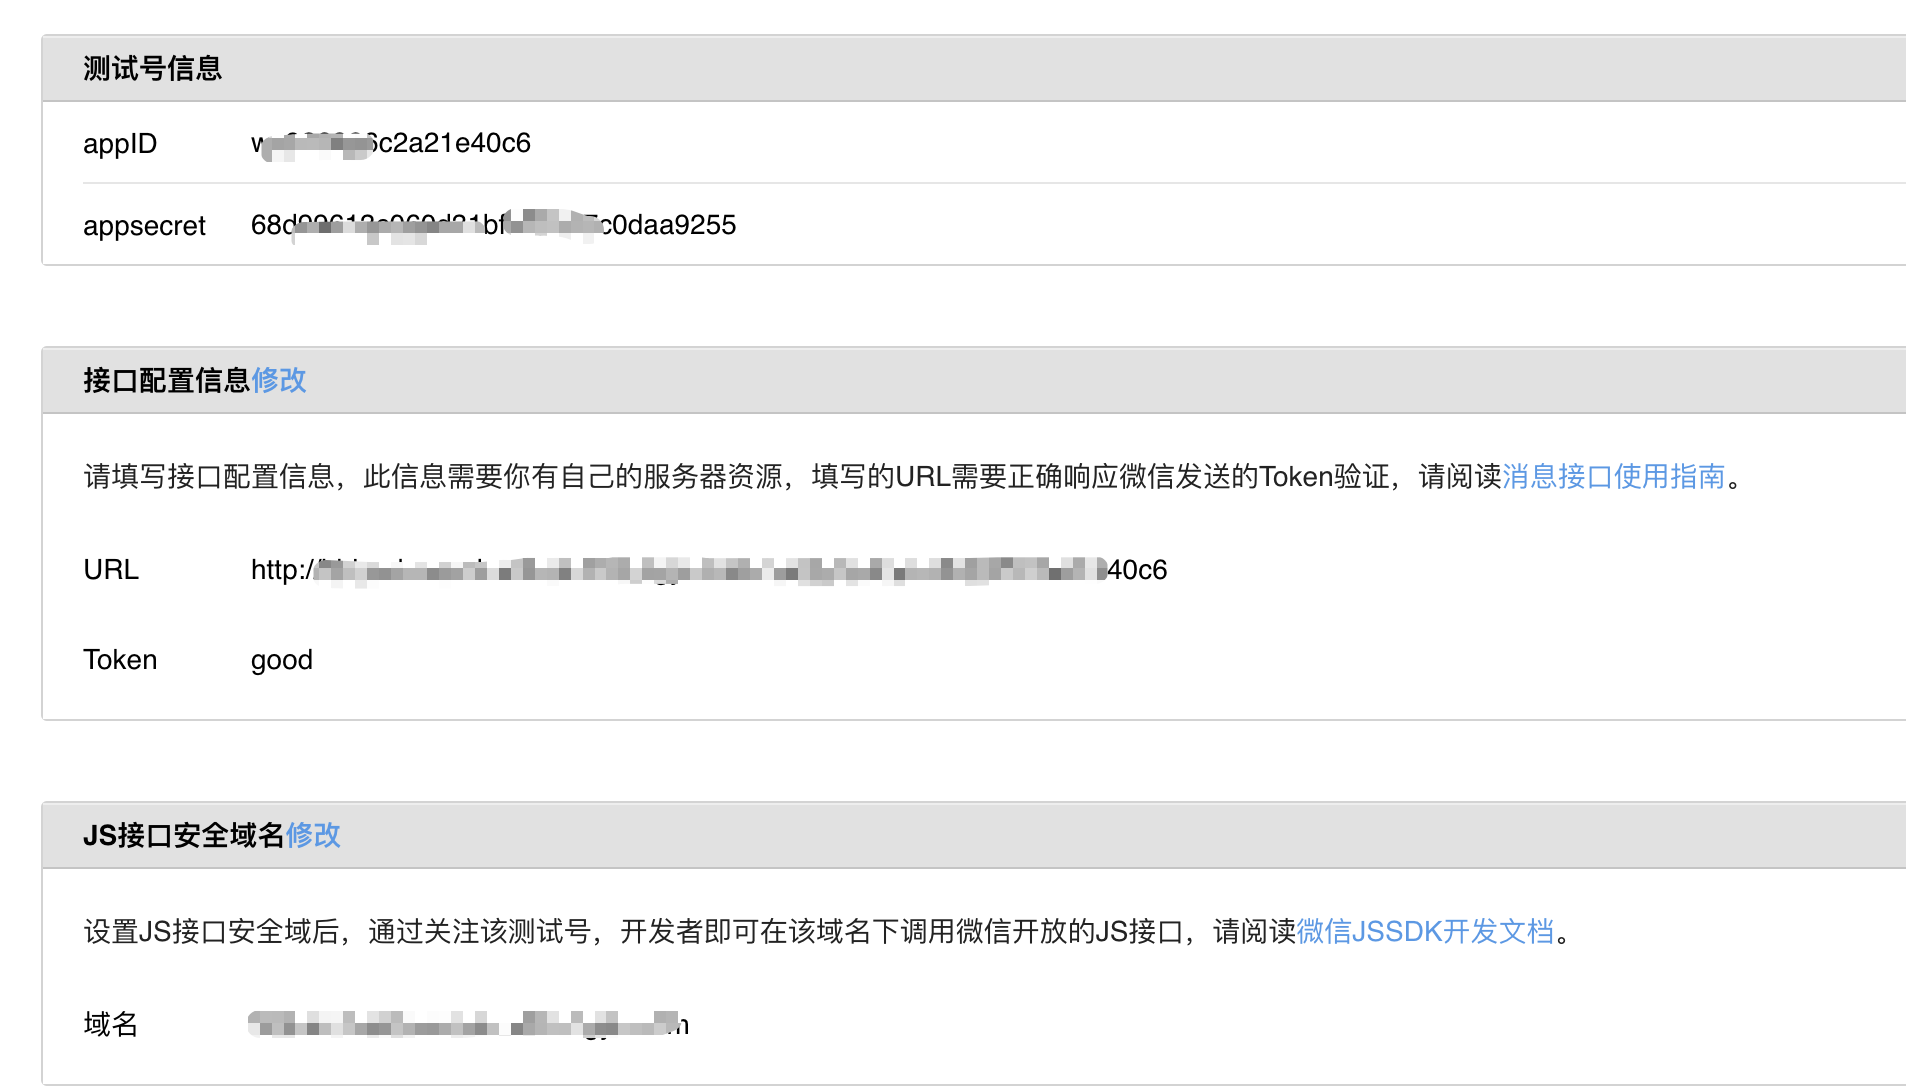 测试号信息
appID c2a21e40c6
appsecret 68 bf c0daa9255
接口配置信息修改
请填写接口配置信息，此信息需要你有自己的服务器资源，填写的URL需要正确响应微信发送的Token验证，请阅读消息接口使用指南。
URL http:/ 40c6
Token good
JS接口安全域名修改
设置JS接口安全域后，通过关注该测试号，开发者即可在该域名下调用微信开放的JS接口，请阅读微信JSSDK开发文档。
域名